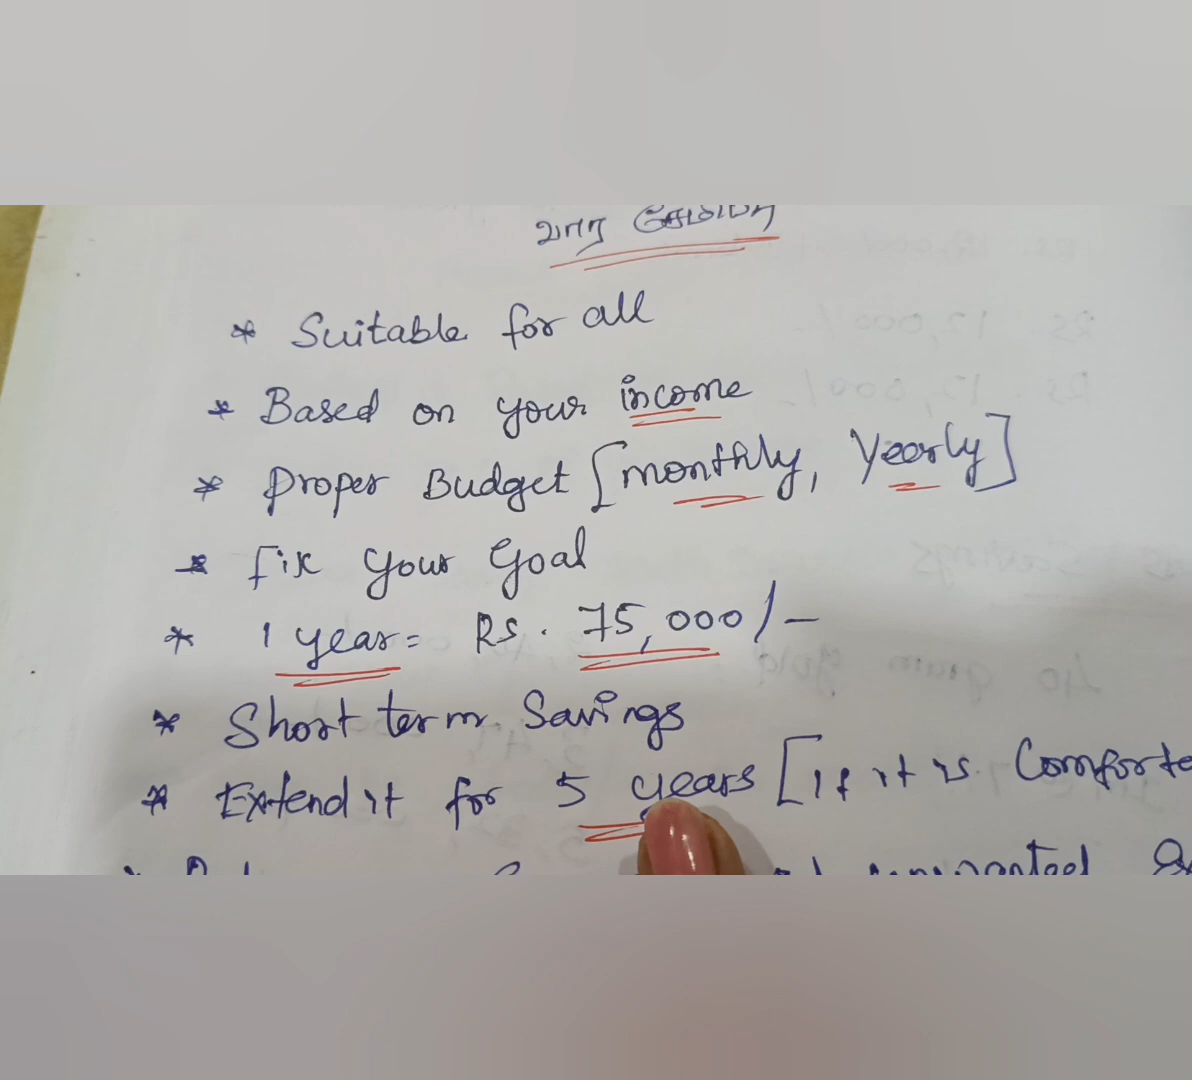 வார சேமிப்பு
* Suitable for all
* Based on your income
* Proper Budget [monthly, Yearly]
* Fix your Goal
* 1 year = Rs. 75,000/-
* Short term Savings
* Extend it for 5 years [if it is